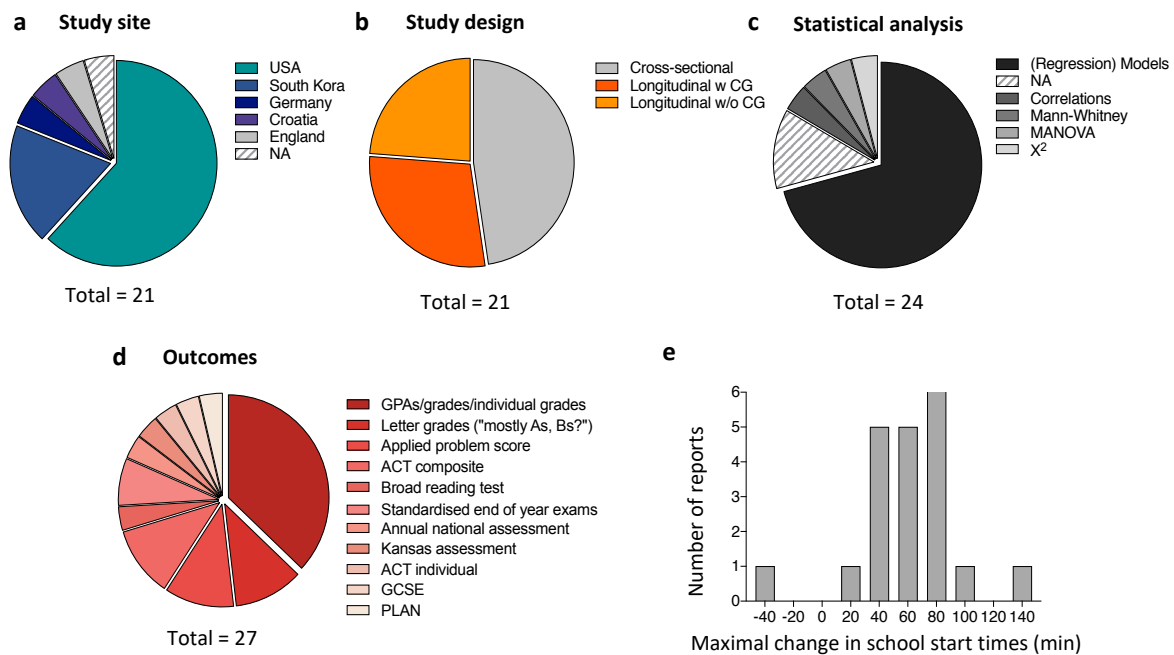 a Study site
USA
South Kora
Germany
Croatia
England
NA
Total = 21
b Study design
Cross-sectional
Longitudinal w CG
Longitudinal w/o CG
Total = 21
c Statistical analysis
(Regression) Models
NA
Correlations
Mann-Whitney
MANOVA
X²
Total = 24
d Outcomes
GPAs/grades/individual grades
Letter grades ("mostly As, Bs?")
Applied problem score
ACT composite
Broad reading test
Standardised end of year exams
Annual national assessment
Kansas assessment
ACT individual
GCSE
PLAN
Total = 27
e
Number of reports
6
5
4
3
2
1
0
-40 -20 0 20 40 60 80 100 120 140
Maximal change in school start times (min)